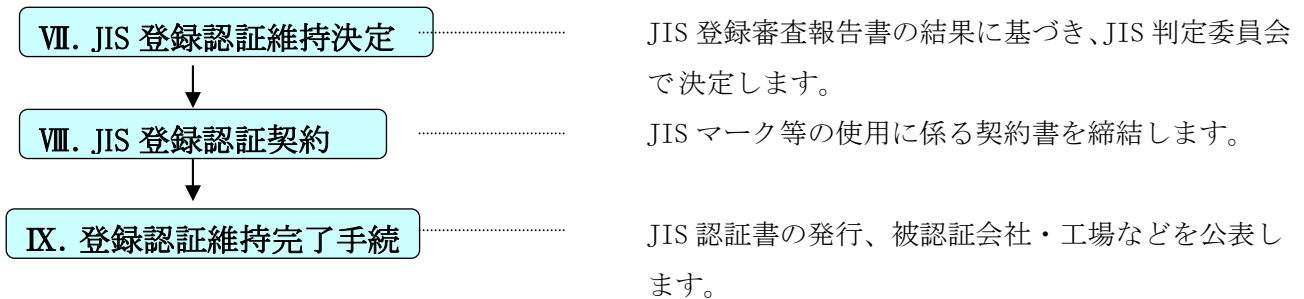 Ⅶ. JIS 登録認証維持決定
JIS 登録審査報告書の結果に基づき、JIS 判定委員会
で決定します。
Ⅷ. JIS 登録認証契約
JIS マーク等の使用に係る契約書を締結します。
Ⅸ. 登録認証維持完了手続
JIS 認証書の発行、被認証会社・工場などを公表し
ます。